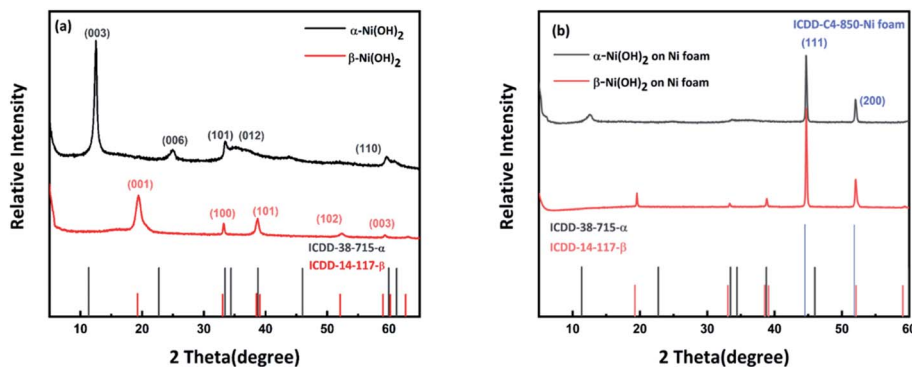 (a)
(003)
α-Ni(OH)2
β-Ni(OH)2
(006)
(101)
(012)
(110)
(001)
(100)
(101)
(102)
(003)
ICDD-38-715-α
ICDD-14-117-β
Relative Intensity
10 20 30 40 50 60
2 Theta(degree)
(b)
ICDD-C4-850-Ni foam
(111)
α-Ni(OH)2 on Ni foam
β-Ni(OH)2 on Ni foam
(200)
ICDD-38-715-α
ICDD-14-117-β
Relative Intensity
10 20 30 40 50 60
2 Theta(degree)